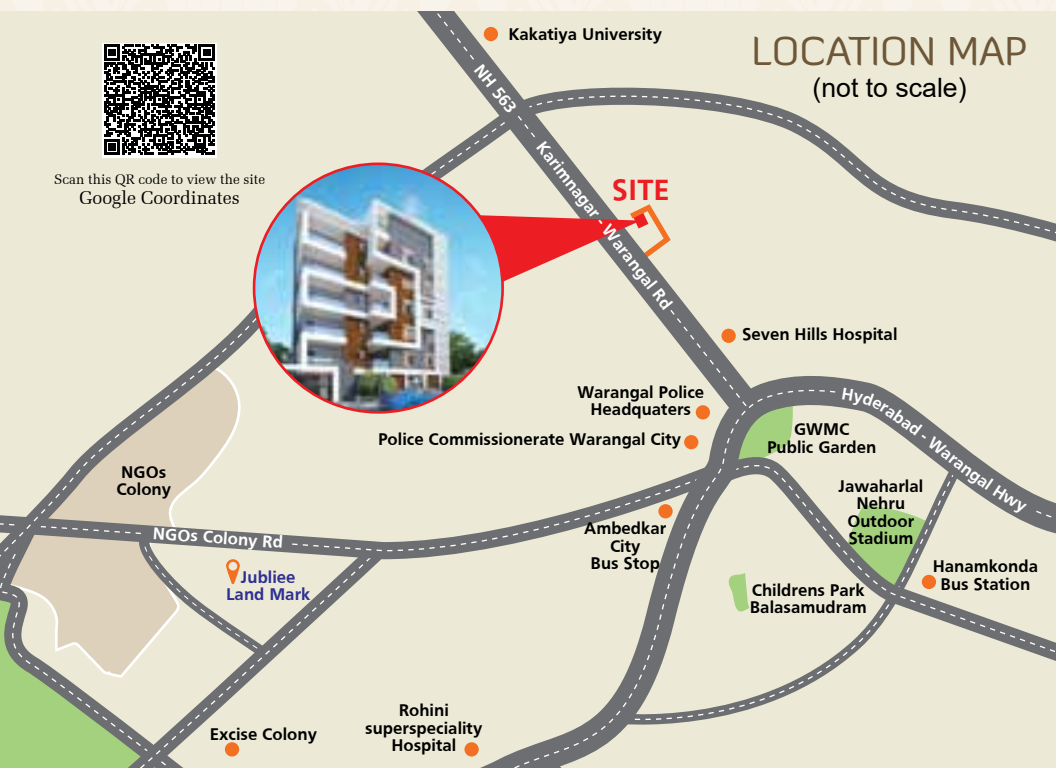 Kakatiya University
LOCATION MAP
(not to scale)
NH 563
Scan this QR code to view the site
Google Coordinates
Karimnagar - Warangal Rd
SITE
Seven Hills Hospital
Warangal Police
Headquaters
Police Commissionerate Warangal City
Hyderabad - Warangal Hwy
GWMC
Public Garden
NGOs
Colony
Jawaharlal
Nehru
Outdoor
Stadium
NGOs Colony Rd
Ambedkar
City
Bus Stop
Hanamkonda
Bus Station
Jubliee
Land Mark
Childrens Park
Balasamudram
Rohini
superspeciality
Hospital
Excise Colony